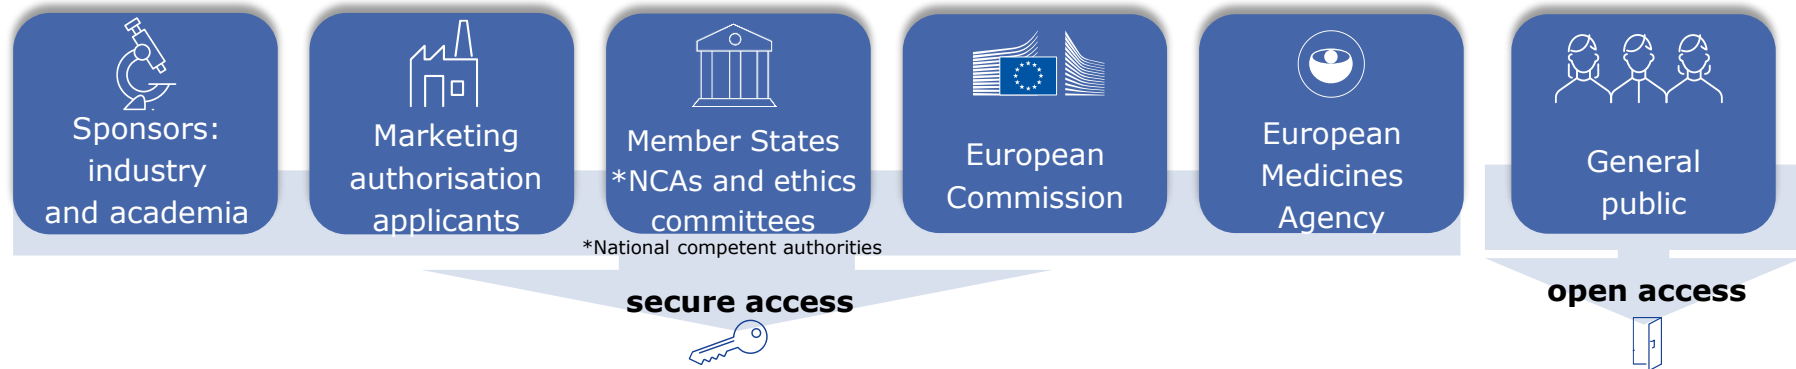 Sponsors:
industry
and academia
Marketing
authorisation
applicants
Member States
*NCAs and ethics
committees
*National competent authorities
European
Commission
European
Medicines
Agency
General
public
secure access
open access